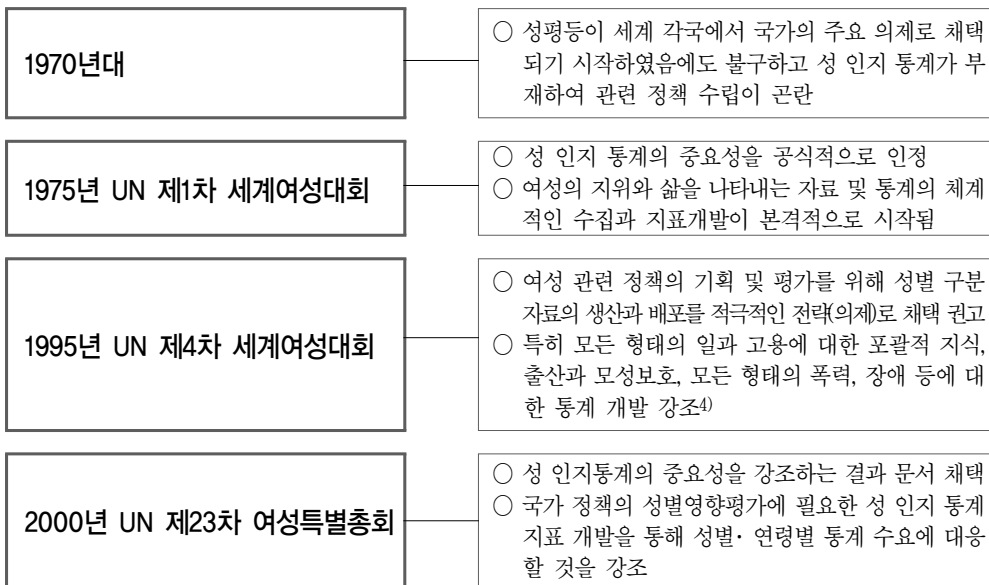 1970년대
○ 성평등이 세계 각국에서 국가의 주요 의제로 채택
되기 시작하였음에도 불구하고 성 인지 통계가 부
재하여 관련 정책 수립이 곤란
1975년 UN 제1차 세계여성대회
○ 성 인지 통계의 중요성을 공식적으로 인정
○ 여성의 지위와 삶을 나타내는 자료 및 통계의 체계
적인 수집과 지표개발이 본격적으로 시작됨
1995년 UN 제4차 세계여성대회
○ 여성 관련 정책의 기획 및 평가를 위해 성별 구분
자료의 생산과 배포를 적극적인 전략(의제)로 채택 권고
○ 특히 모든 형태의 일과 고용에 대한 포괄적 지식,
출산과 모성보호, 모든 형태의 폭력, 장애 등에 대
한 통계 개발 강조4)
2000년 UN 제23차 여성특별총회
○ 성 인지통계의 중요성을 강조하는 결과 문서 채택
○ 국가 정책의 성별영향평가에 필요한 성 인지 통계
지표 개발을 통해 성별· 연령별 통계 수요에 대응
할 것을 강조